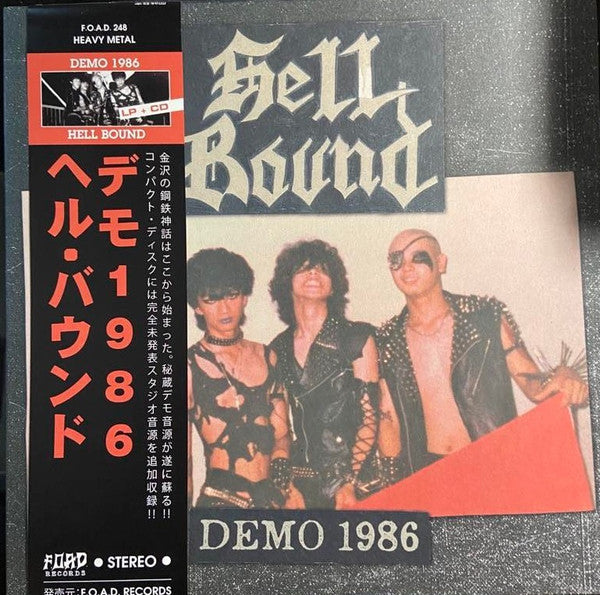 F.O.A.D. 248
HEAVY METAL
DEMO 1986
LP + CD
HELL BOUND
デモ1986
ヘル・バウンド
金沢の鋼鉄神話はここから始まった。秘蔵デモ音源が遂に蘇る!!
コンパクト・ディスクには完全未発表スタジオ音源を追加収録!!
FOAD
RECORDS
● STEREO ●
発売元:F.O.A.D. RECORDS
Hell
Bound
DEMO 1986